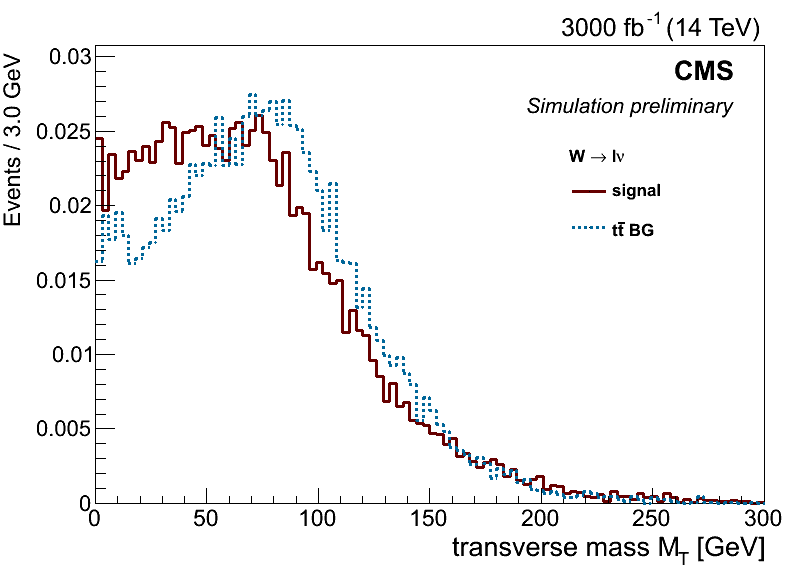 3000 fb⁻¹ (14 TeV)
Events / 3.0 GeV
0.03
0.025
0.02
0.015
0.01
0.005
0
CMS
Simulation preliminary
W → lν
signal
tt̄ BG
0 50 100 150 200 250 300
transverse mass M_T [GeV]